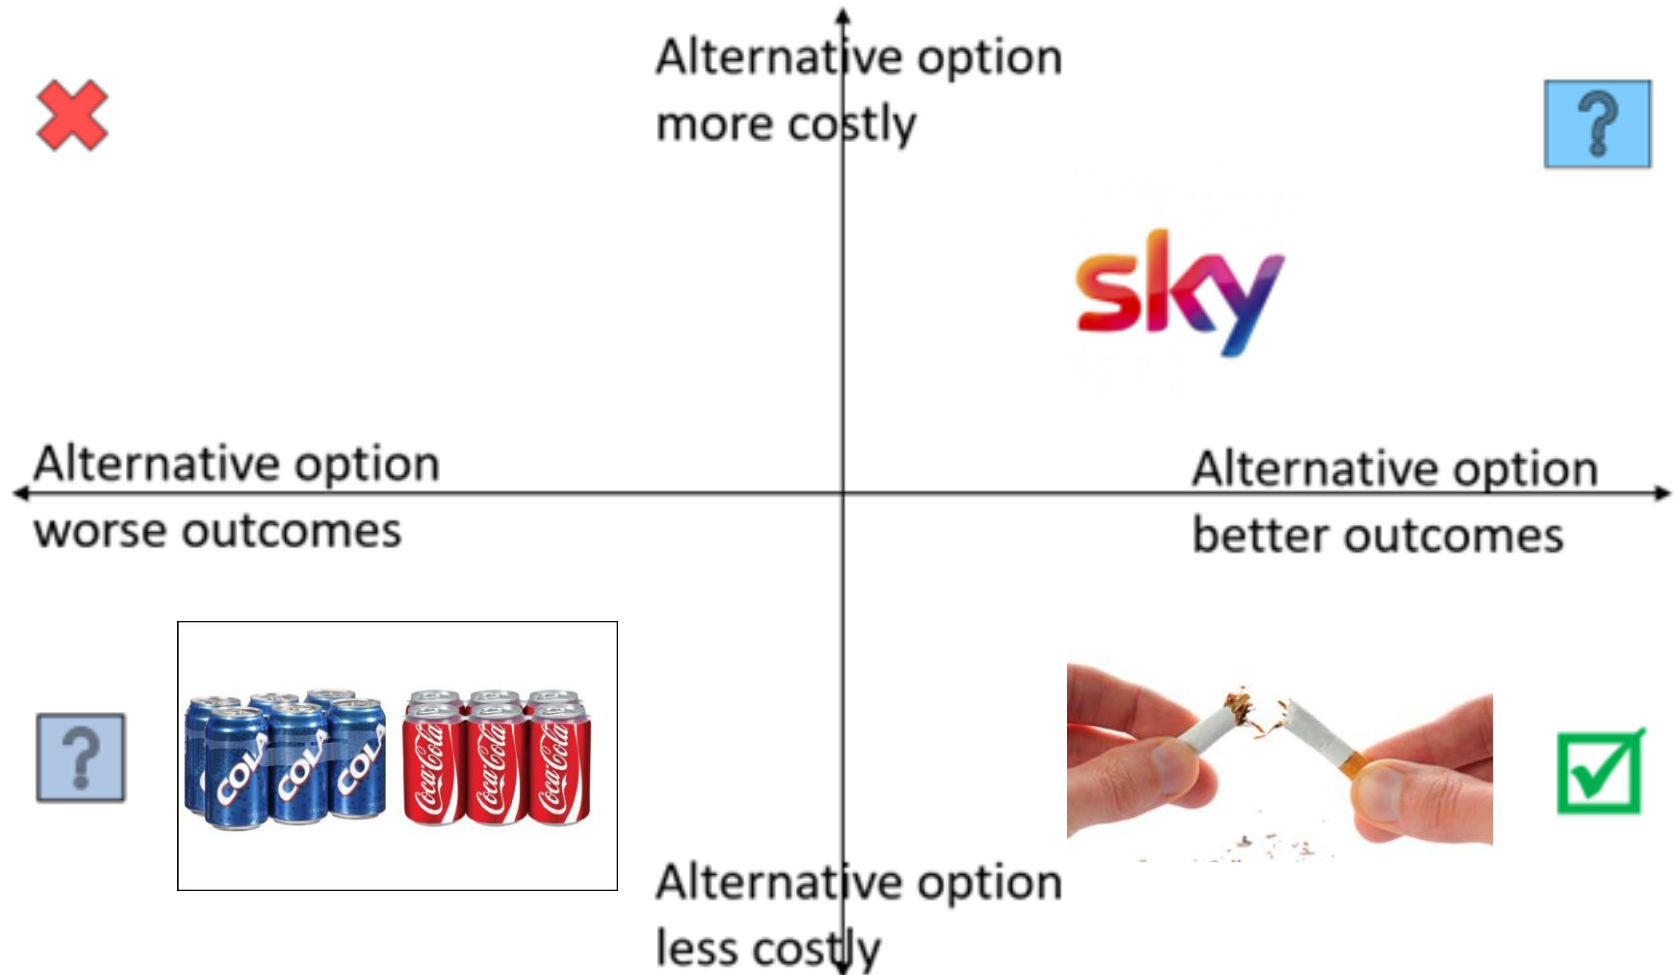 Alternative option
more costly
?
sky
Alternative option
worse outcomes
Alternative option
better outcomes
?
COLA
COLA
COLA
Coca-Cola
Coca-Cola
Coca-Cola
Alternative option
less costly